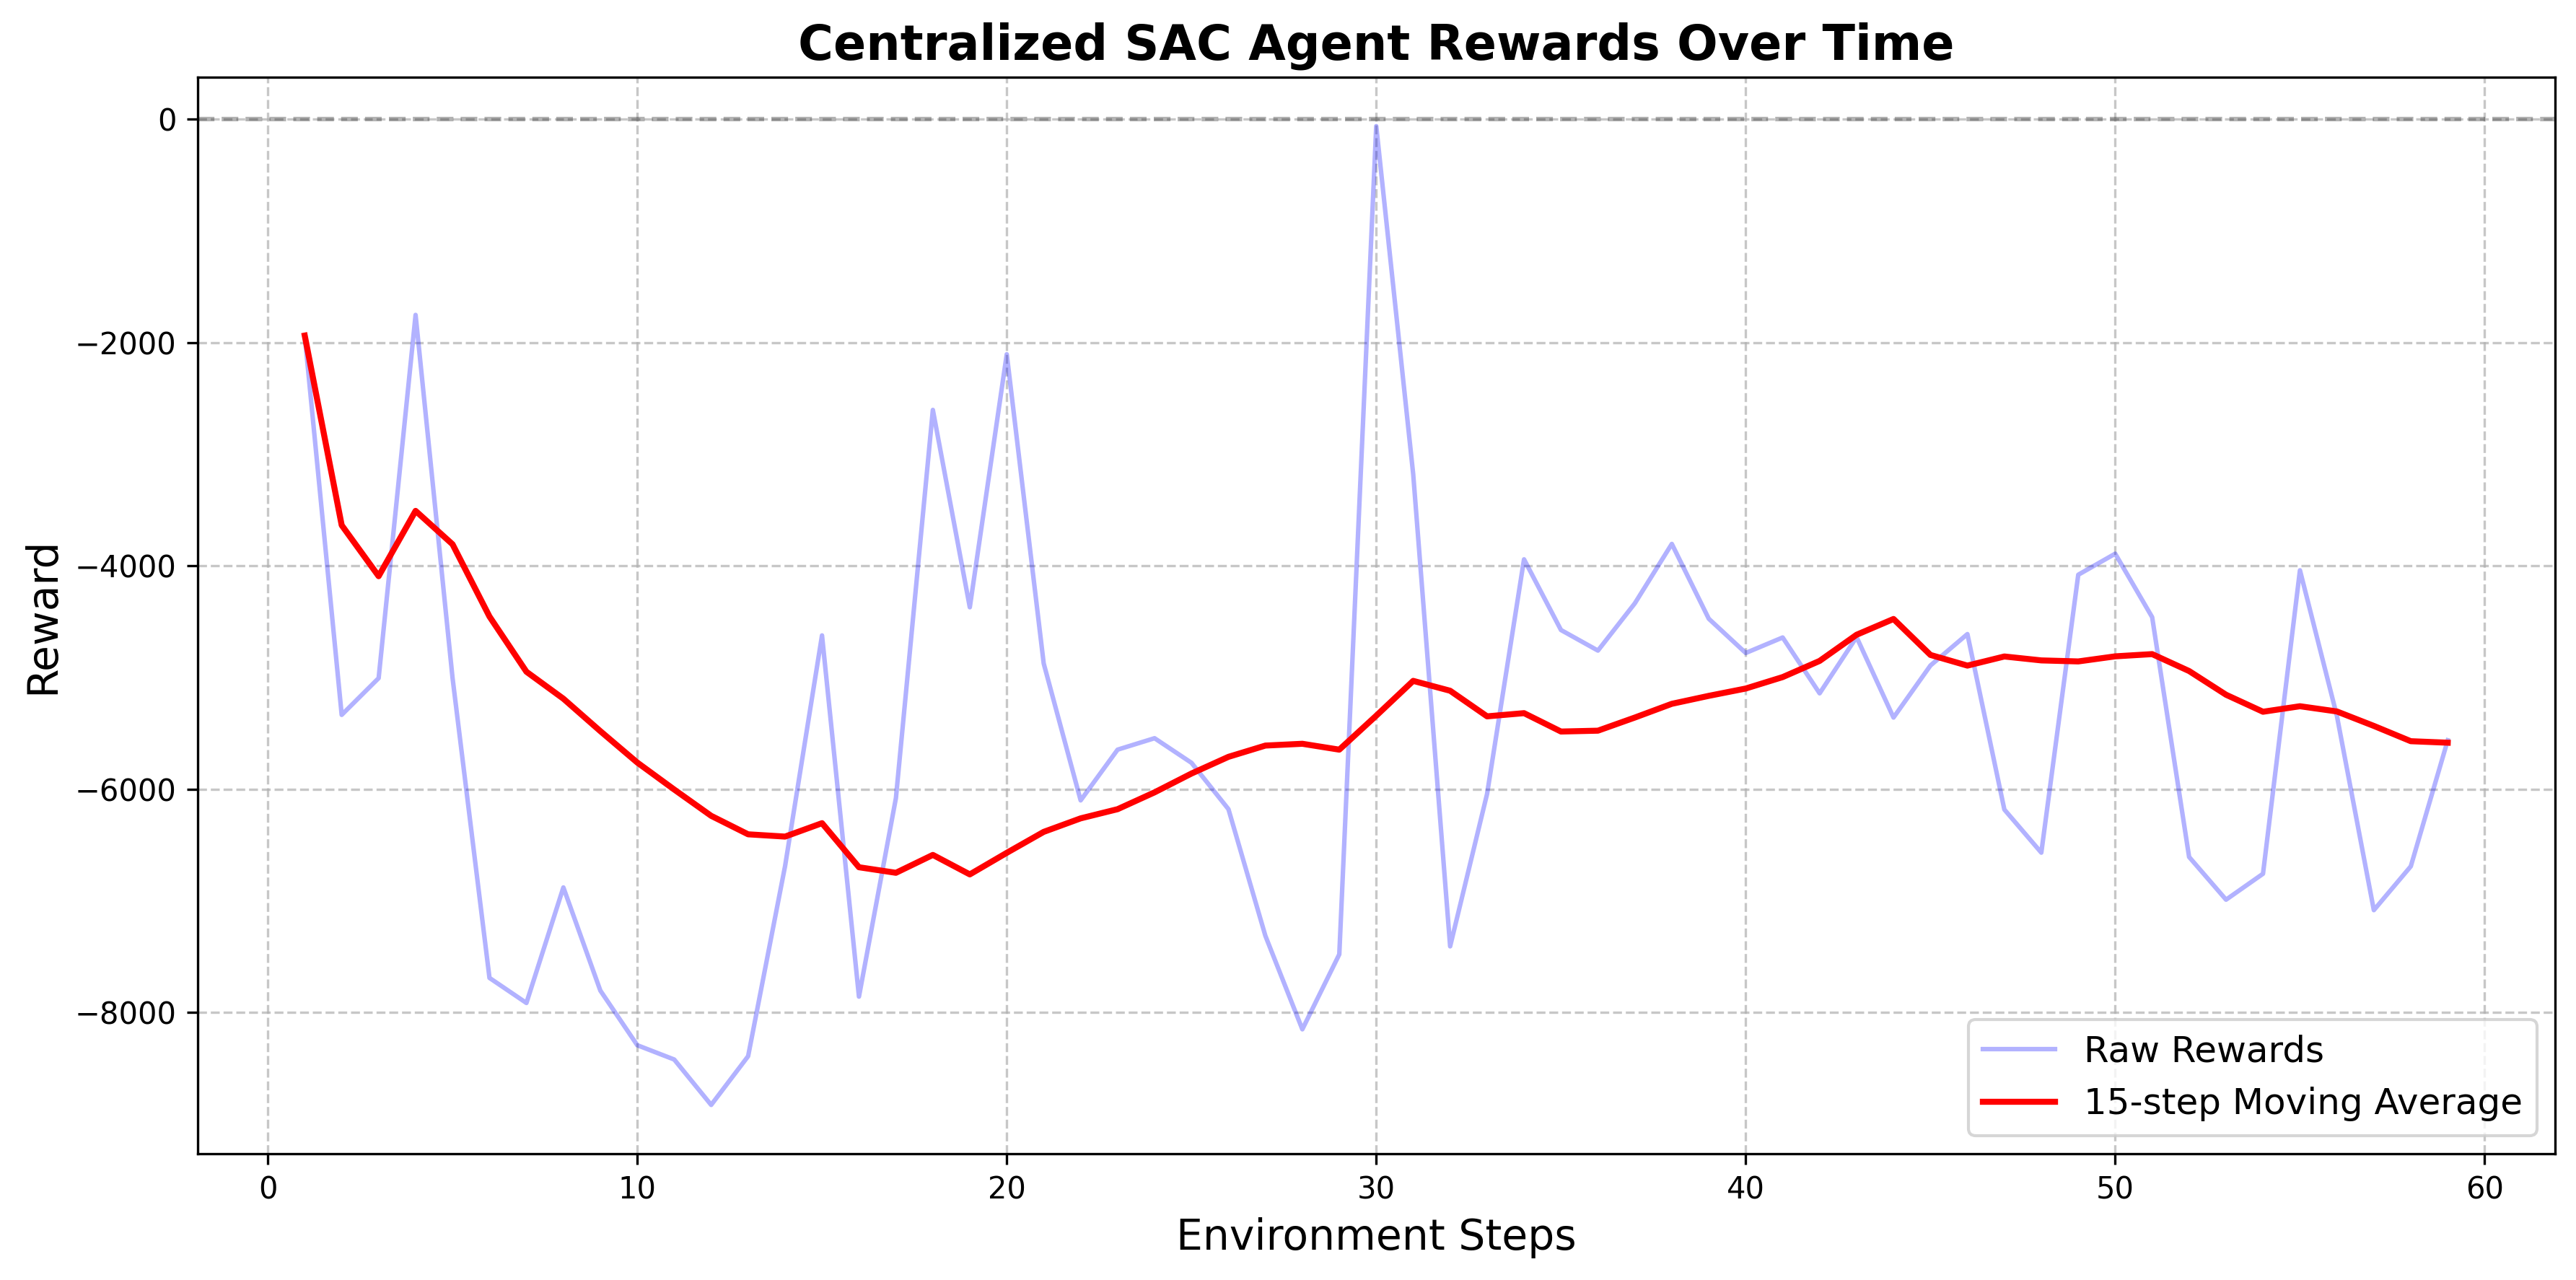 Centralized SAC Agent Rewards Over Time
Reward
0
−2000
−4000
−6000
−8000
0 10 20 30 40 50 60
Environment Steps
Raw Rewards
15-step Moving Average